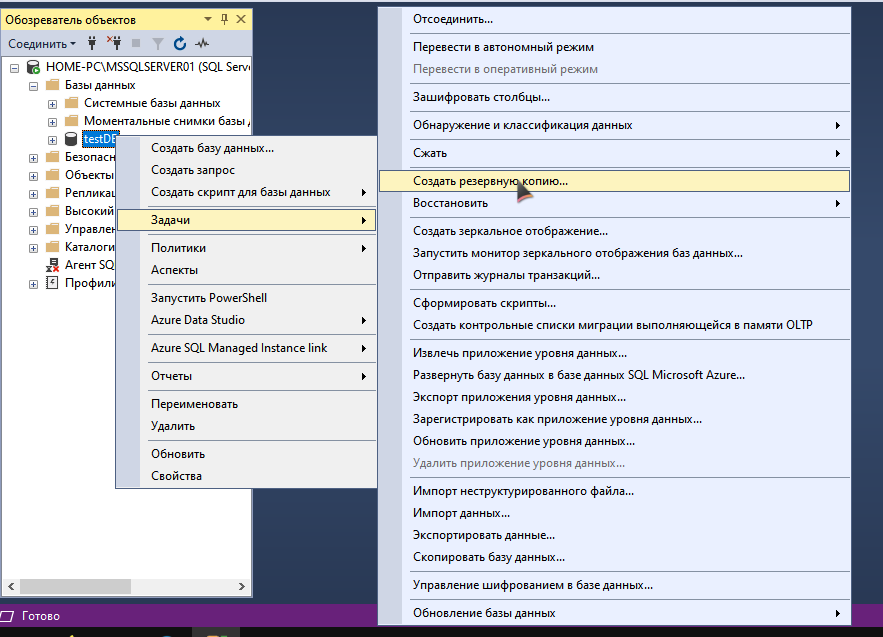 Обозреватель объектов
Соединить
HOME-PC\MSSQLSERVER01 (SQL Serve
Базы данных
Системные базы данных
Моментальные снимки базы
testDB
Безопасн
Объекты
Репликац
Высокий
Управлен
Каталоги
Агент SQ
Профили
Создать базу данных...
Создать запрос
Создать скрипт для базы данных
Задачи
Политики
Аспекты
Запустить PowerShell
Azure Data Studio
Azure SQL Managed Instance link
Отчеты
Переименовать
Удалить
Обновить
Свойства
Отсоединить...
Перевести в автономный режим
Перевести в оперативный режим
Зашифровать столбцы...
Обнаружение и классификация данных
Сжать
Создать резервную копию...
Восстановить
Создать зеркальное отображение...
Запустить монитор зеркального отображения баз данных...
Отправить журналы транзакций...
Сформировать скрипты...
Создать контрольные списки миграции выполняющейся в памяти OLTP
Извлечь приложение уровня данных...
Развернуть базу данных в базе данных SQL Microsoft Azure...
Экспорт приложения уровня данных...
Зарегистрировать как приложение уровня данных...
Обновить приложение уровня данных...
Удалить приложение уровня данных...
Импорт неструктурированного файла...
Импорт данных...
Экспортировать данные...
Скопировать базу данных...
Управление шифрованием в базе данных...
Обновление базы данных
Готово